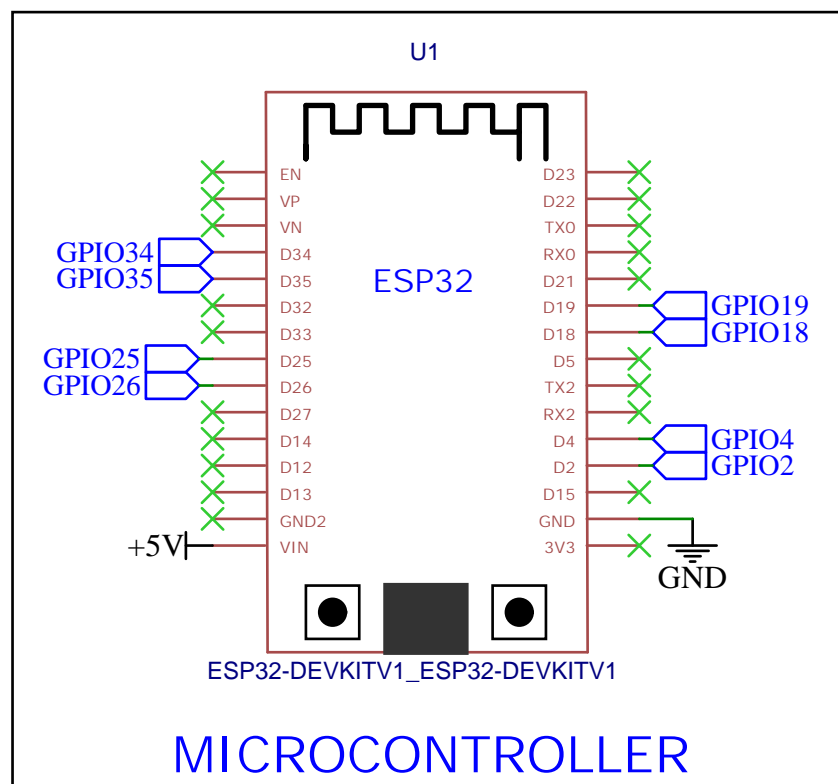 U1
EN D23
VP D22
VN TX0
GPIO34 D34 RX0
GPIO35 D35 ESP32 D21
D32 D19 GPIO19
D33 D18 GPIO18
GPIO25 D25 D5
GPIO26 D26 TX2
D27 RX2
D14 D4 GPIO4
D12 D2 GPIO2
D13 D15
GND2 GND
+5V VIN 3V3
GND
ESP32-DEVKITV1_ESP32-DEVKITV1
MICROCONTROLLER